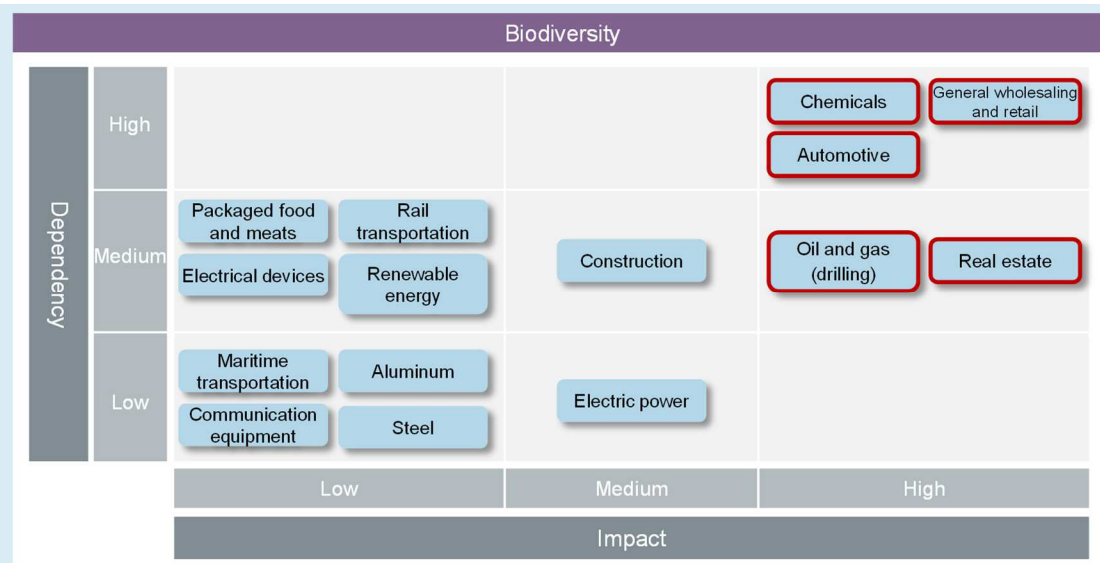 Biodiversity
Dependency
High
Chemicals
General wholesaling
and retail
Automotive
Medium
Packaged food
and meats
Rail
transportation
Electrical devices
Renewable
energy
Construction
Oil and gas
(drilling)
Real estate
Low
Maritime
transportation
Aluminum
Communication
equipment
Steel
Electric power
Low
Medium
High
Impact